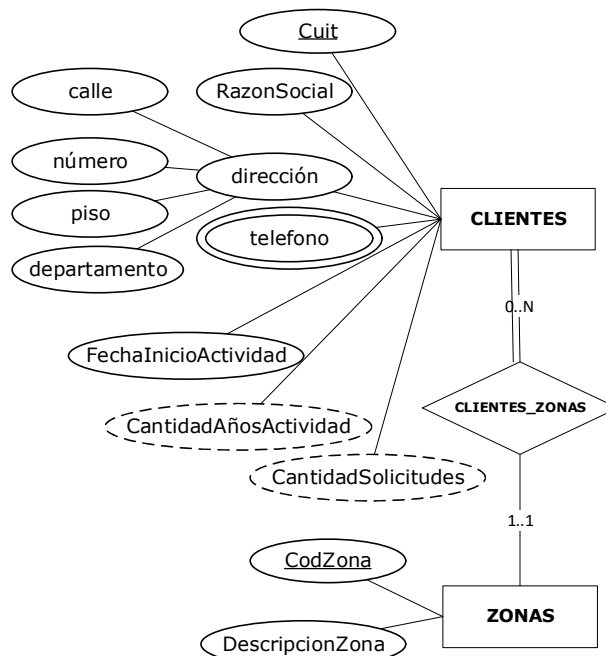 Cuit
calle
RazonSocial
número
dirección
piso
telefono
CLIENTES
departamento
0..N
FechaInicioActividad
CLIENTES_ZONAS
CantidadAñosActividad
CantidadSolicitudes
1..1
CodZona
ZONAS
DescripcionZona